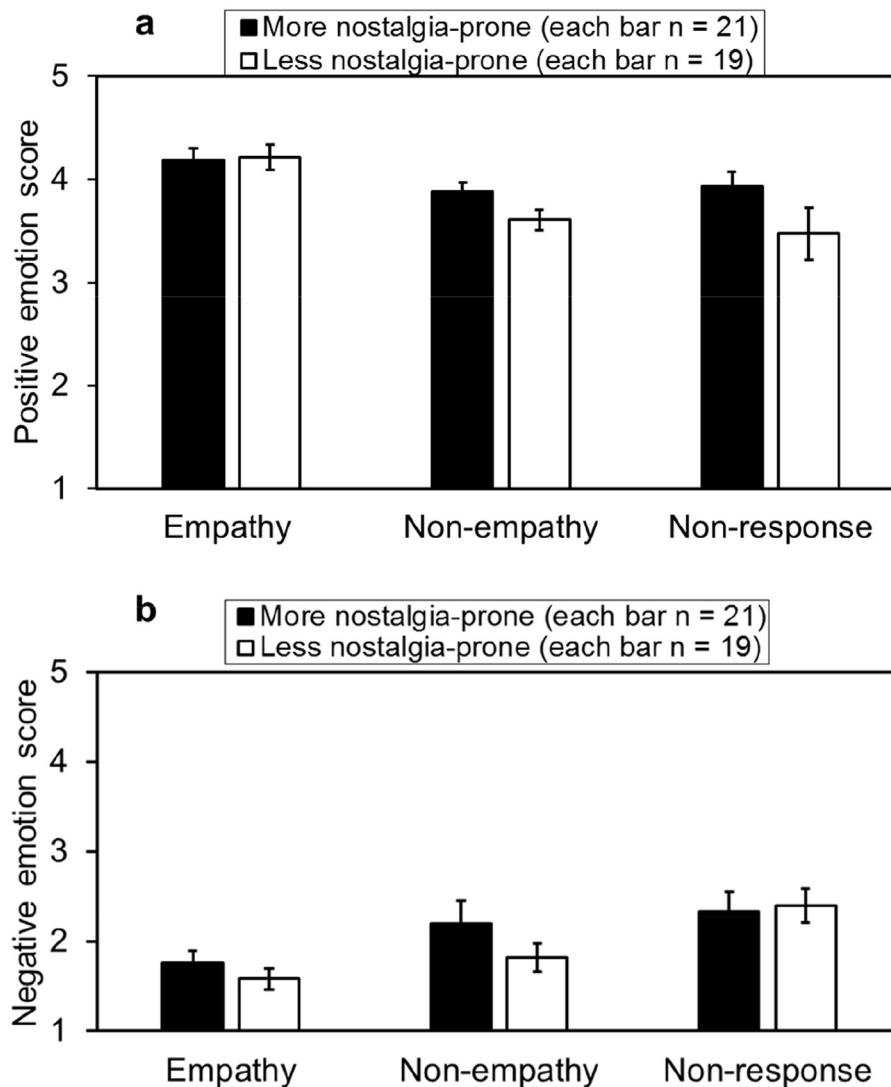 a
More nostalgia-prone (each bar n = 21)
Less nostalgia-prone (each bar n = 19)
Positive emotion score
5
4
3
2
1
Empathy Non-empathy Non-response
b
More nostalgia-prone (each bar n = 21)
Less nostalgia-prone (each bar n = 19)
Negative emotion score
5
4
3
2
1
Empathy Non-empathy Non-response